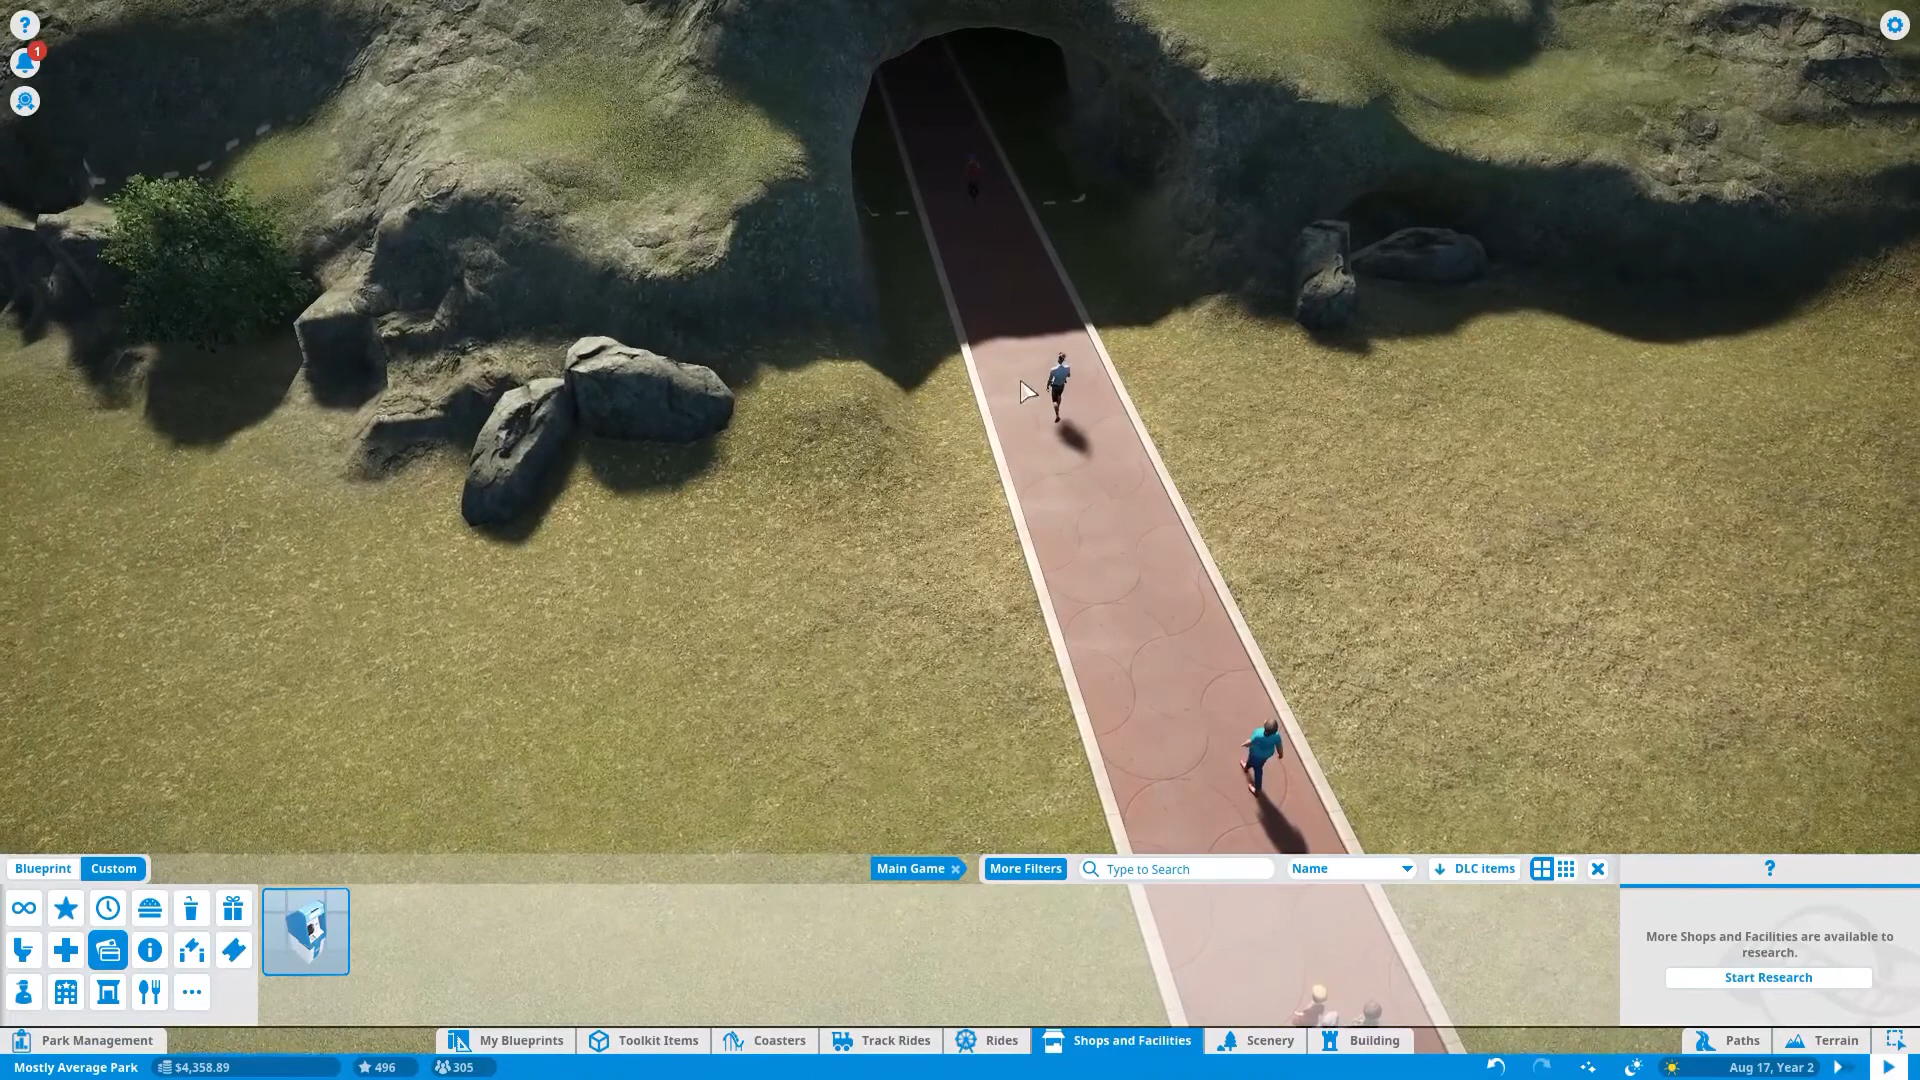 ?
1
Blueprint Custom
Main Game
More Filters
Type to Search
Name
DLC items
?
More Shops and Facilities are available to
research.
Start Research
Park Management
My Blueprints
Toolkit Items
Coasters
Track Rides
Rides
Shops and Facilities
Scenery
Building
Paths
Terrain
Mostly Average Park
$4,358.89
496
305
Aug 17, Year 2